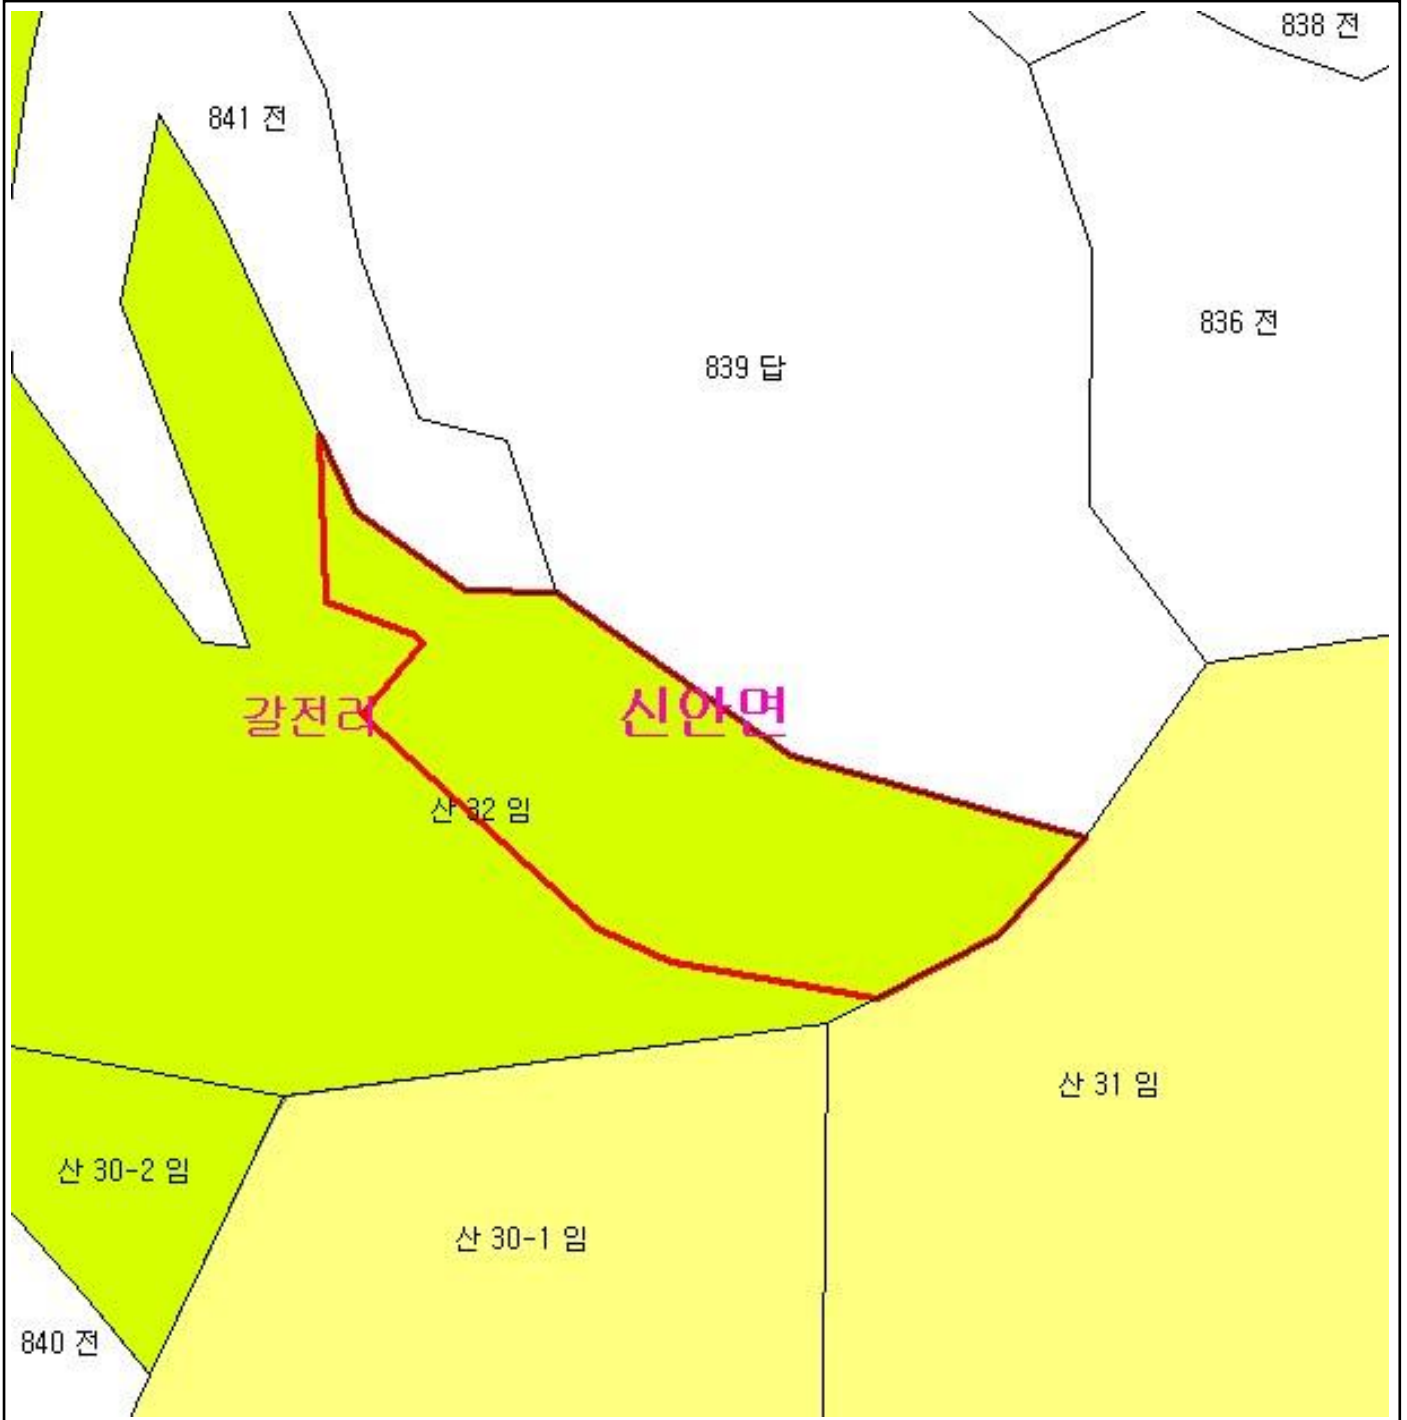 838 전
841 전
836 전
839 답
갈전리
신안면
산 32 임
산 31 임
산 30-2 임
산 30-1 임
840 전